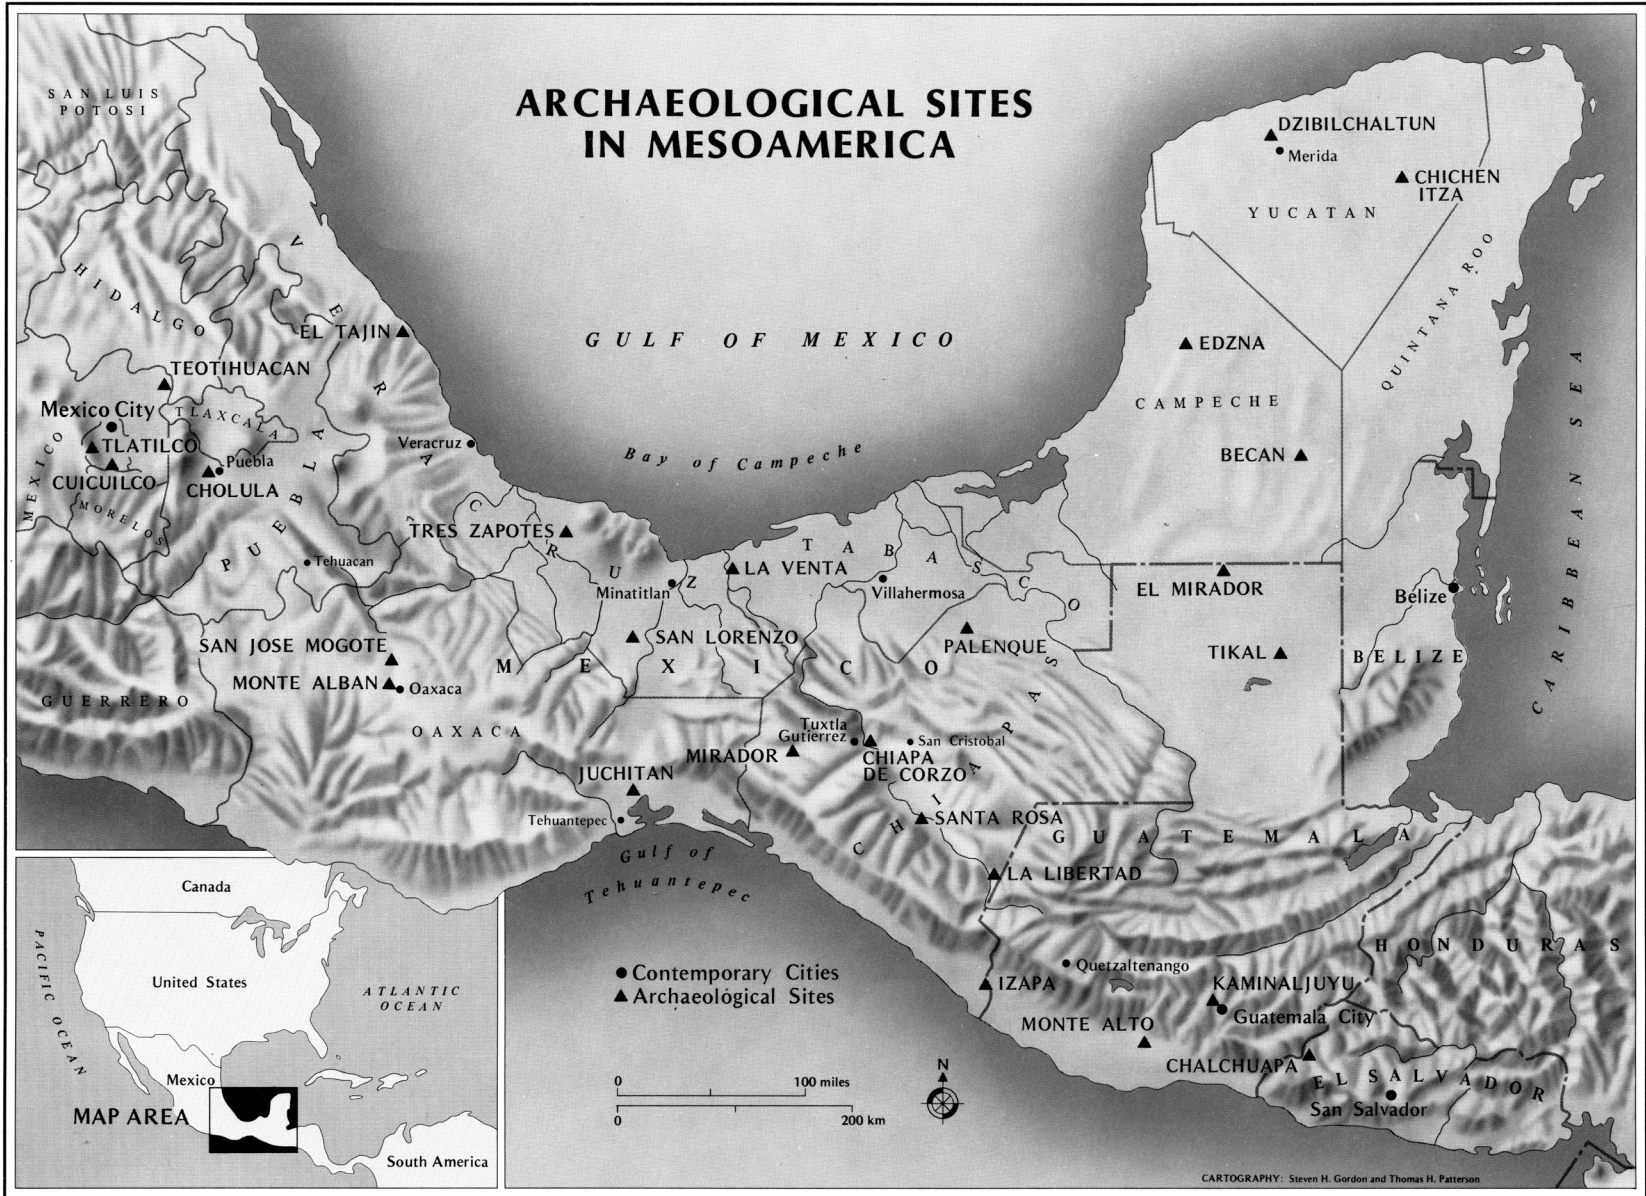 ARCHAEOLOGICAL SITES
IN MESOAMERICA
SAN LUIS
POTOSI
HIDALGO
VERACRUZ
EL TAJIN
TEOTIHUACAN
Mexico City
TLAXCALA
TLATILCO
CUICUILCO
MEXICO
MORELOS
Puebla
CHOLULA
PUEBLA
Veracruz
Tehuacan
TRES ZAPOTES
GULF OF MEXICO
Bay of Campeche
DZIBILCHALTUN
Merida
CHICHEN
ITZA
YUCATAN
QUINTANA ROO
EDZNA
CAMPECHE
BECAN
CARIBBEAN SEA
TABASCO
LA VENTA
Minatitlan
Villahermosa
EL MIRADOR
Belize
SAN JOSE MOGOTE
SAN LORENZO
PALENQUE
TIKAL
BELIZE
MEXICO
MONTE ALBAN
Oaxaca
GUERRERO
OAXACA
Tuxtla
Gutierrez
San Cristobal
MIRADOR
CHIAPA
DE CORZO
CHIAPAS
JUCHITAN
Tehuantepec
SANTA ROSA
GUATEMALA
Gulf of
Tehuantepec
LA LIBERTAD
HONDURAS
Quetzaltenango
IZAPA
KAMINALJUYU
Guatemala City
MONTE ALTO
CHALCHUAPA
EL SALVADOR
San Salvador
Contemporary Cities
Archaeological Sites
0 100 miles
0 200 km
N
Canada
United States
PACIFIC OCEAN
ATLANTIC
OCEAN
Mexico
MAP AREA
South America
CARTOGRAPHY: Steven H. Gordon and Thomas H. Patterson